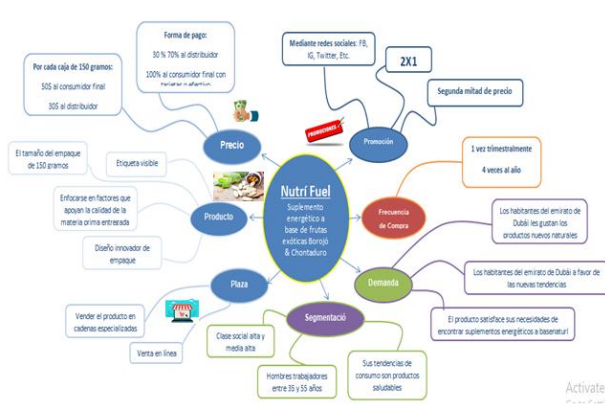 Forma de pago:
30 % 70% al distribuidor
100% al consumidor final con
Por cada caja de 150 gramos:
50$ al consumidor final
30$ al distribuidor
Precio
Mediante redes sociales: FB,
IG, Twitter, Etc.
2X1
Segunda mitad de precio
PROMOCIONES
Promoción
El tamaño del empaque
de 150 gramos
Etiqueta visible
Enfocarse en factores que
apoyan la calidad de la
materia prima entregada
Diseño innovador de
empaque
Producto
Nutrí Fuel
Suplemento
energético a
base de frutas
exóticas Borojó
& Chontaduro
1 vez trimestralmente
4 veces al año
Frecuencia
de Compra
Los habitantes del emirato de
Dubái les gustan los
productos nuevos naturales
Los habitantes del emirato de Dubái a favor de
las nuevas tendencias
El producto satisface sus necesidades de
encontrar suplementos energéticos a basenaturl
Demanda
Plaza
Vender el producto en
cadenas especializadas
Venta en línea
Segmentació
Clase social alta y
media alta
Hombres trabajadores
entre 35 y 55 años
Sus tendencias de
consumo son productos
saludables
Activate